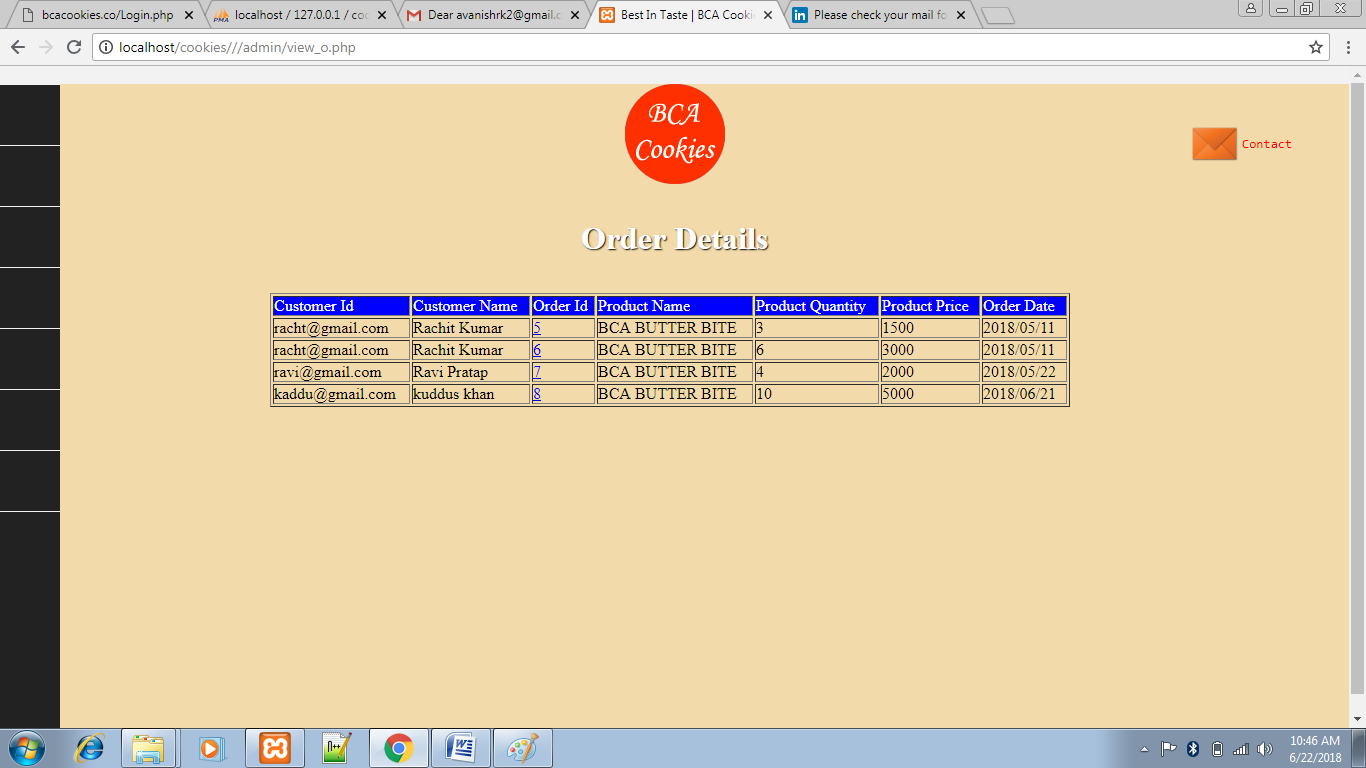 bcacookies.co/Login.php
localhost / 127.0.0.1 / coo
Dear avanishrk2@gmail.c
Best In Taste | BCA Cooki
Please check your mail fo
localhost/cookies///admin/view_o.php
BCA
Cookies
Contact
Order Details
Customer Id Customer Name Order Id Product Name Product Quantity Product Price Order Date
racht@gmail.com Rachit Kumar 5 BCA BUTTER BITE 3 1500 2018/05/11
racht@gmail.com Rachit Kumar 6 BCA BUTTER BITE 6 3000 2018/05/11
ravi@gmail.com Ravi Pratap 7 BCA BUTTER BITE 4 2000 2018/05/22
kaddu@gmail.com kuddus khan 8 BCA BUTTER BITE 10 5000 2018/06/21
10:46 AM
6/22/2018